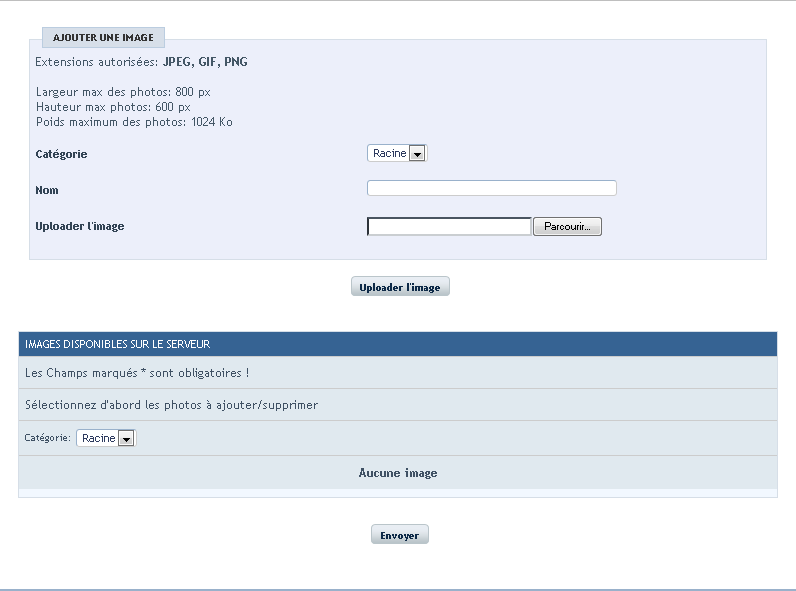 AJOUTER UNE IMAGE
Extensions autorisées: JPEG, GIF, PNG
Largeur max des photos: 800 px
Hauteur max photos: 600 px
Poids maximum des photos: 1024 Ko
Catégorie Racine
Nom
Uploader l'image Parcourir...
Uploader l'image
IMAGES DISPONIBLES SUR LE SERVEUR
Les Champs marqués * sont obligatoires !
Sélectionnez d'abord les photos à ajouter/supprimer
Catégorie: Racine
Aucune image
Envoyer